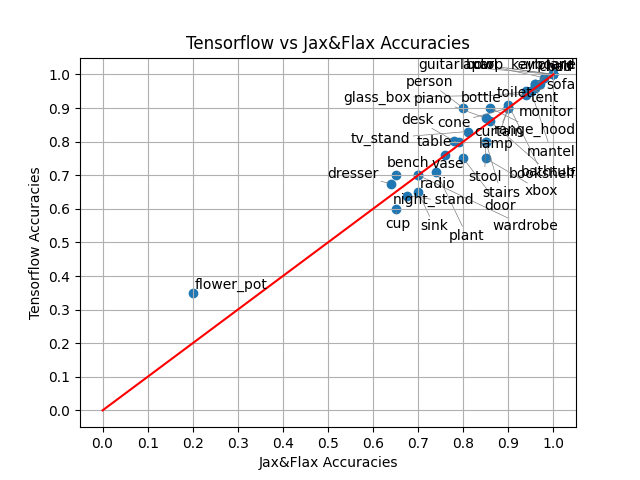 Tensorflow vs Jax&Flax Accuracies
guitar
person
glass_box
piano
bottle
toilet
sofa
tent
monitor
desk
cone
curtain
range_hood
tv_stand
table
lamp
mantel
bench
vase
bathtub
bookshelf
dresser
radio
stool
xbox
night_stand
stairs
door
cup
sink
wardrobe
plant
flower_pot
1.0
0.9
0.8
0.7
0.6
0.5
0.4
0.3
0.2
0.1
0.0
Tensorflow Accuracies
0.0 0.1 0.2 0.3 0.4 0.5 0.6 0.7 0.8 0.9 1.0
Jax&Flax Accuracies